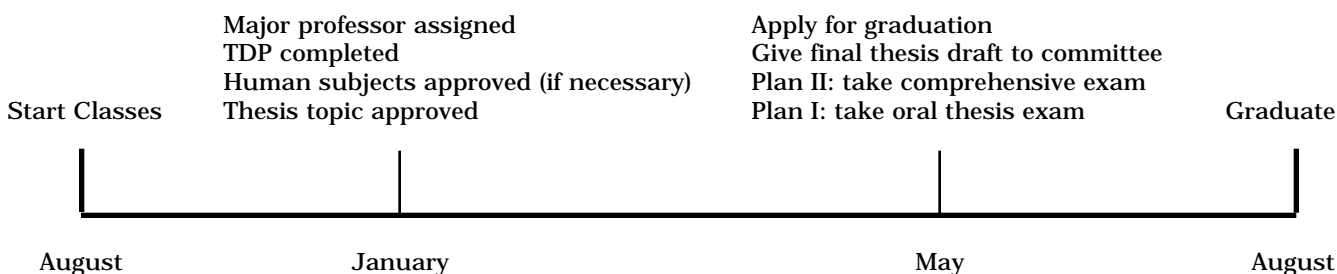 Major professor assigned
TDP completed
Human subjects approved (if necessary)
Thesis topic approved
Apply for graduation
Give final thesis draft to committee
Plan II: take comprehensive exam
Plan I: take oral thesis exam
Start Classes
Graduate
August
January
May
August